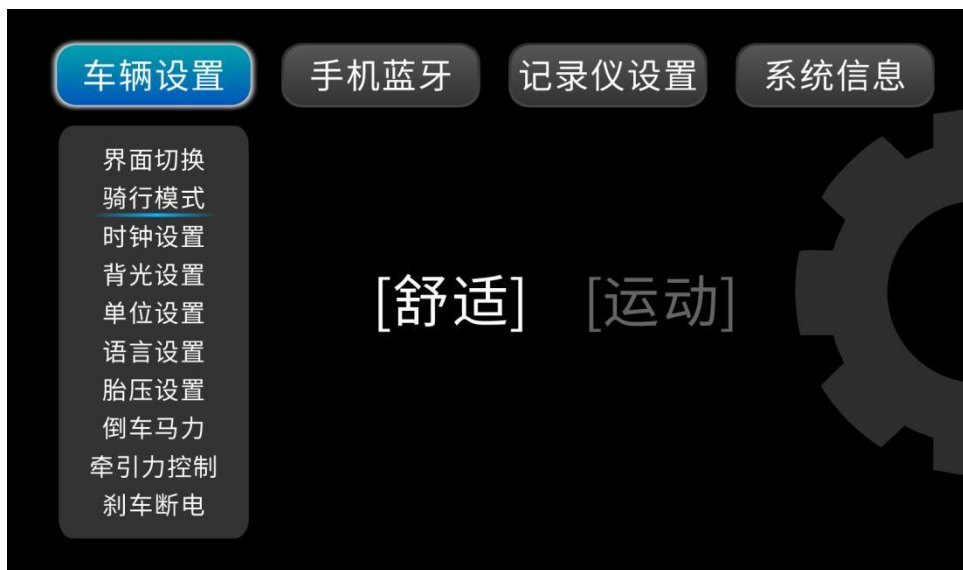 车辆设置 手机蓝牙 记录仪设置 系统信息
界面切换
骑行模式
时钟设置
背光设置
单位设置
语言设置
胎压设置
倒车马力
牵引力控制
刹车断电
[舒适] [运动]